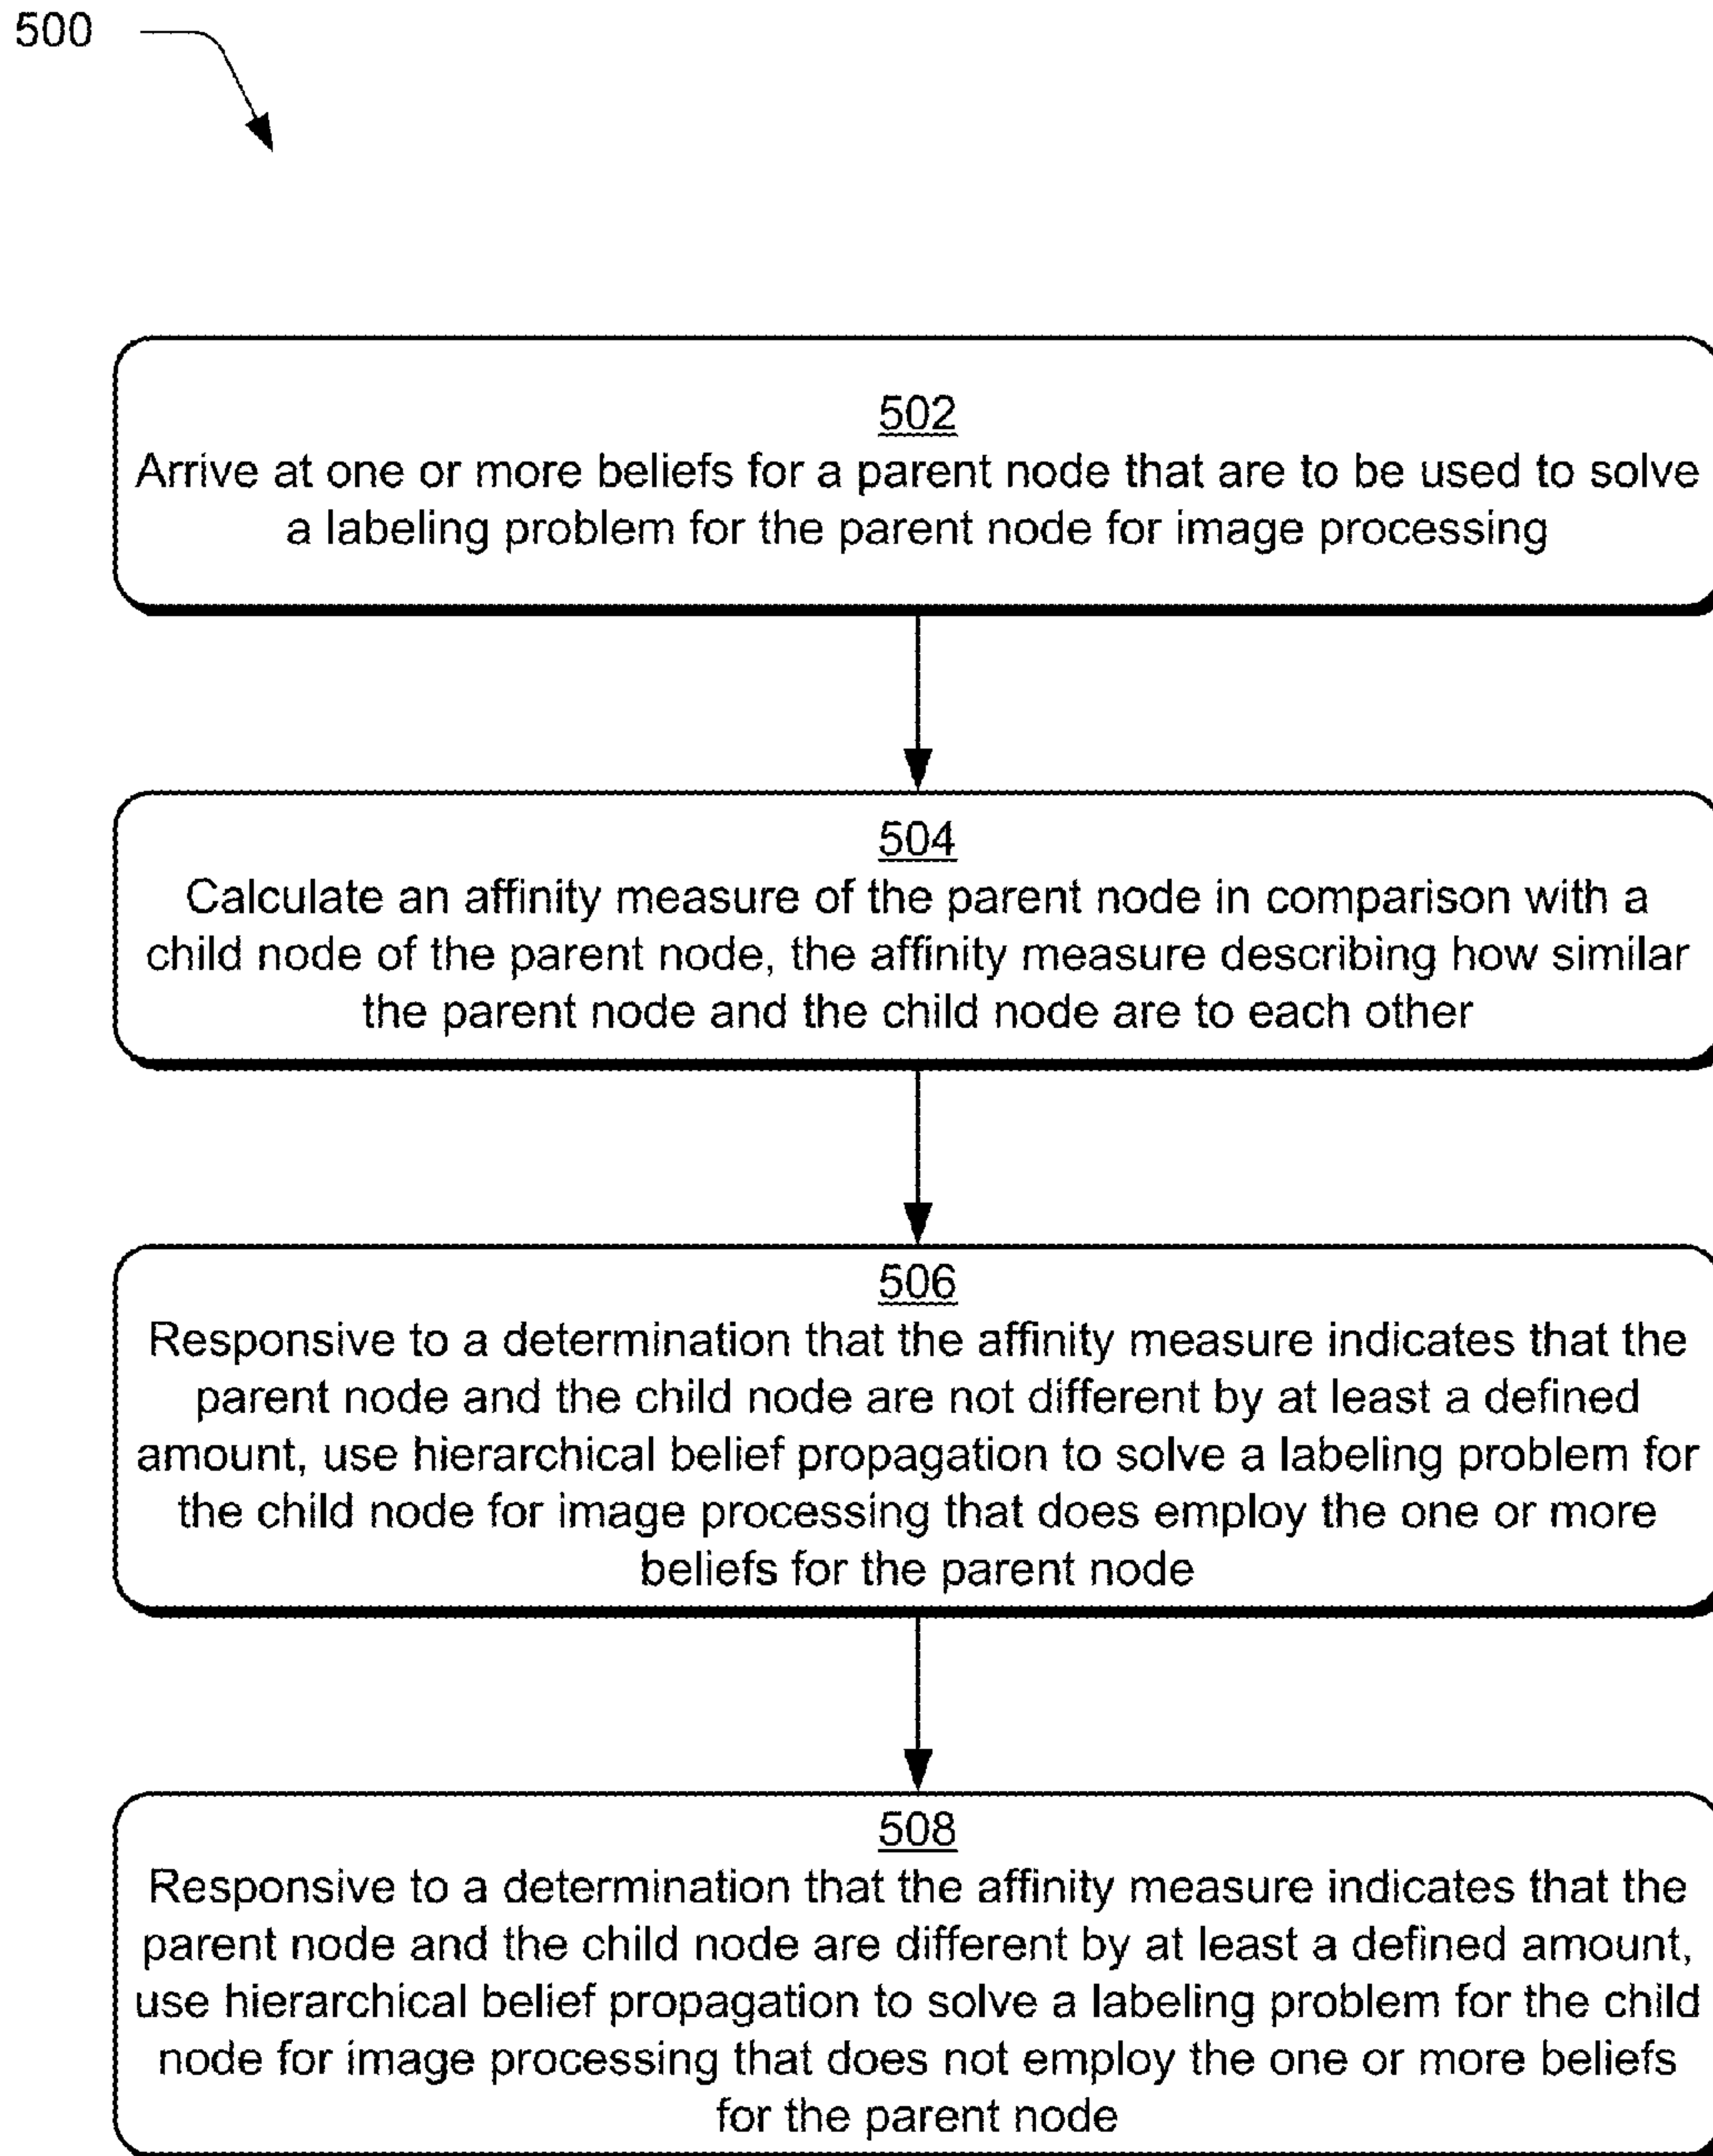 500
502
Arrive at one or more beliefs for a parent node that are to be used to solve
a labeling problem for the parent node for image processing
504
Calculate an affinity measure of the parent node in comparison with a
child node of the parent node, the affinity measure describing how similar
the parent node and the child node are to each other
506
Responsive to a determination that the affinity measure indicates that the
parent node and the child node are not different by at least a defined
amount, use hierarchical belief propagation to solve a labeling problem for
the child node for image processing that does employ the one or more
beliefs for the parent node
508
Responsive to a determination that the affinity measure indicates that the
parent node and the child node are different by at least a defined amount,
use hierarchical belief propagation to solve a labeling problem for the child
node for image processing that does not employ the one or more beliefs
for the parent node